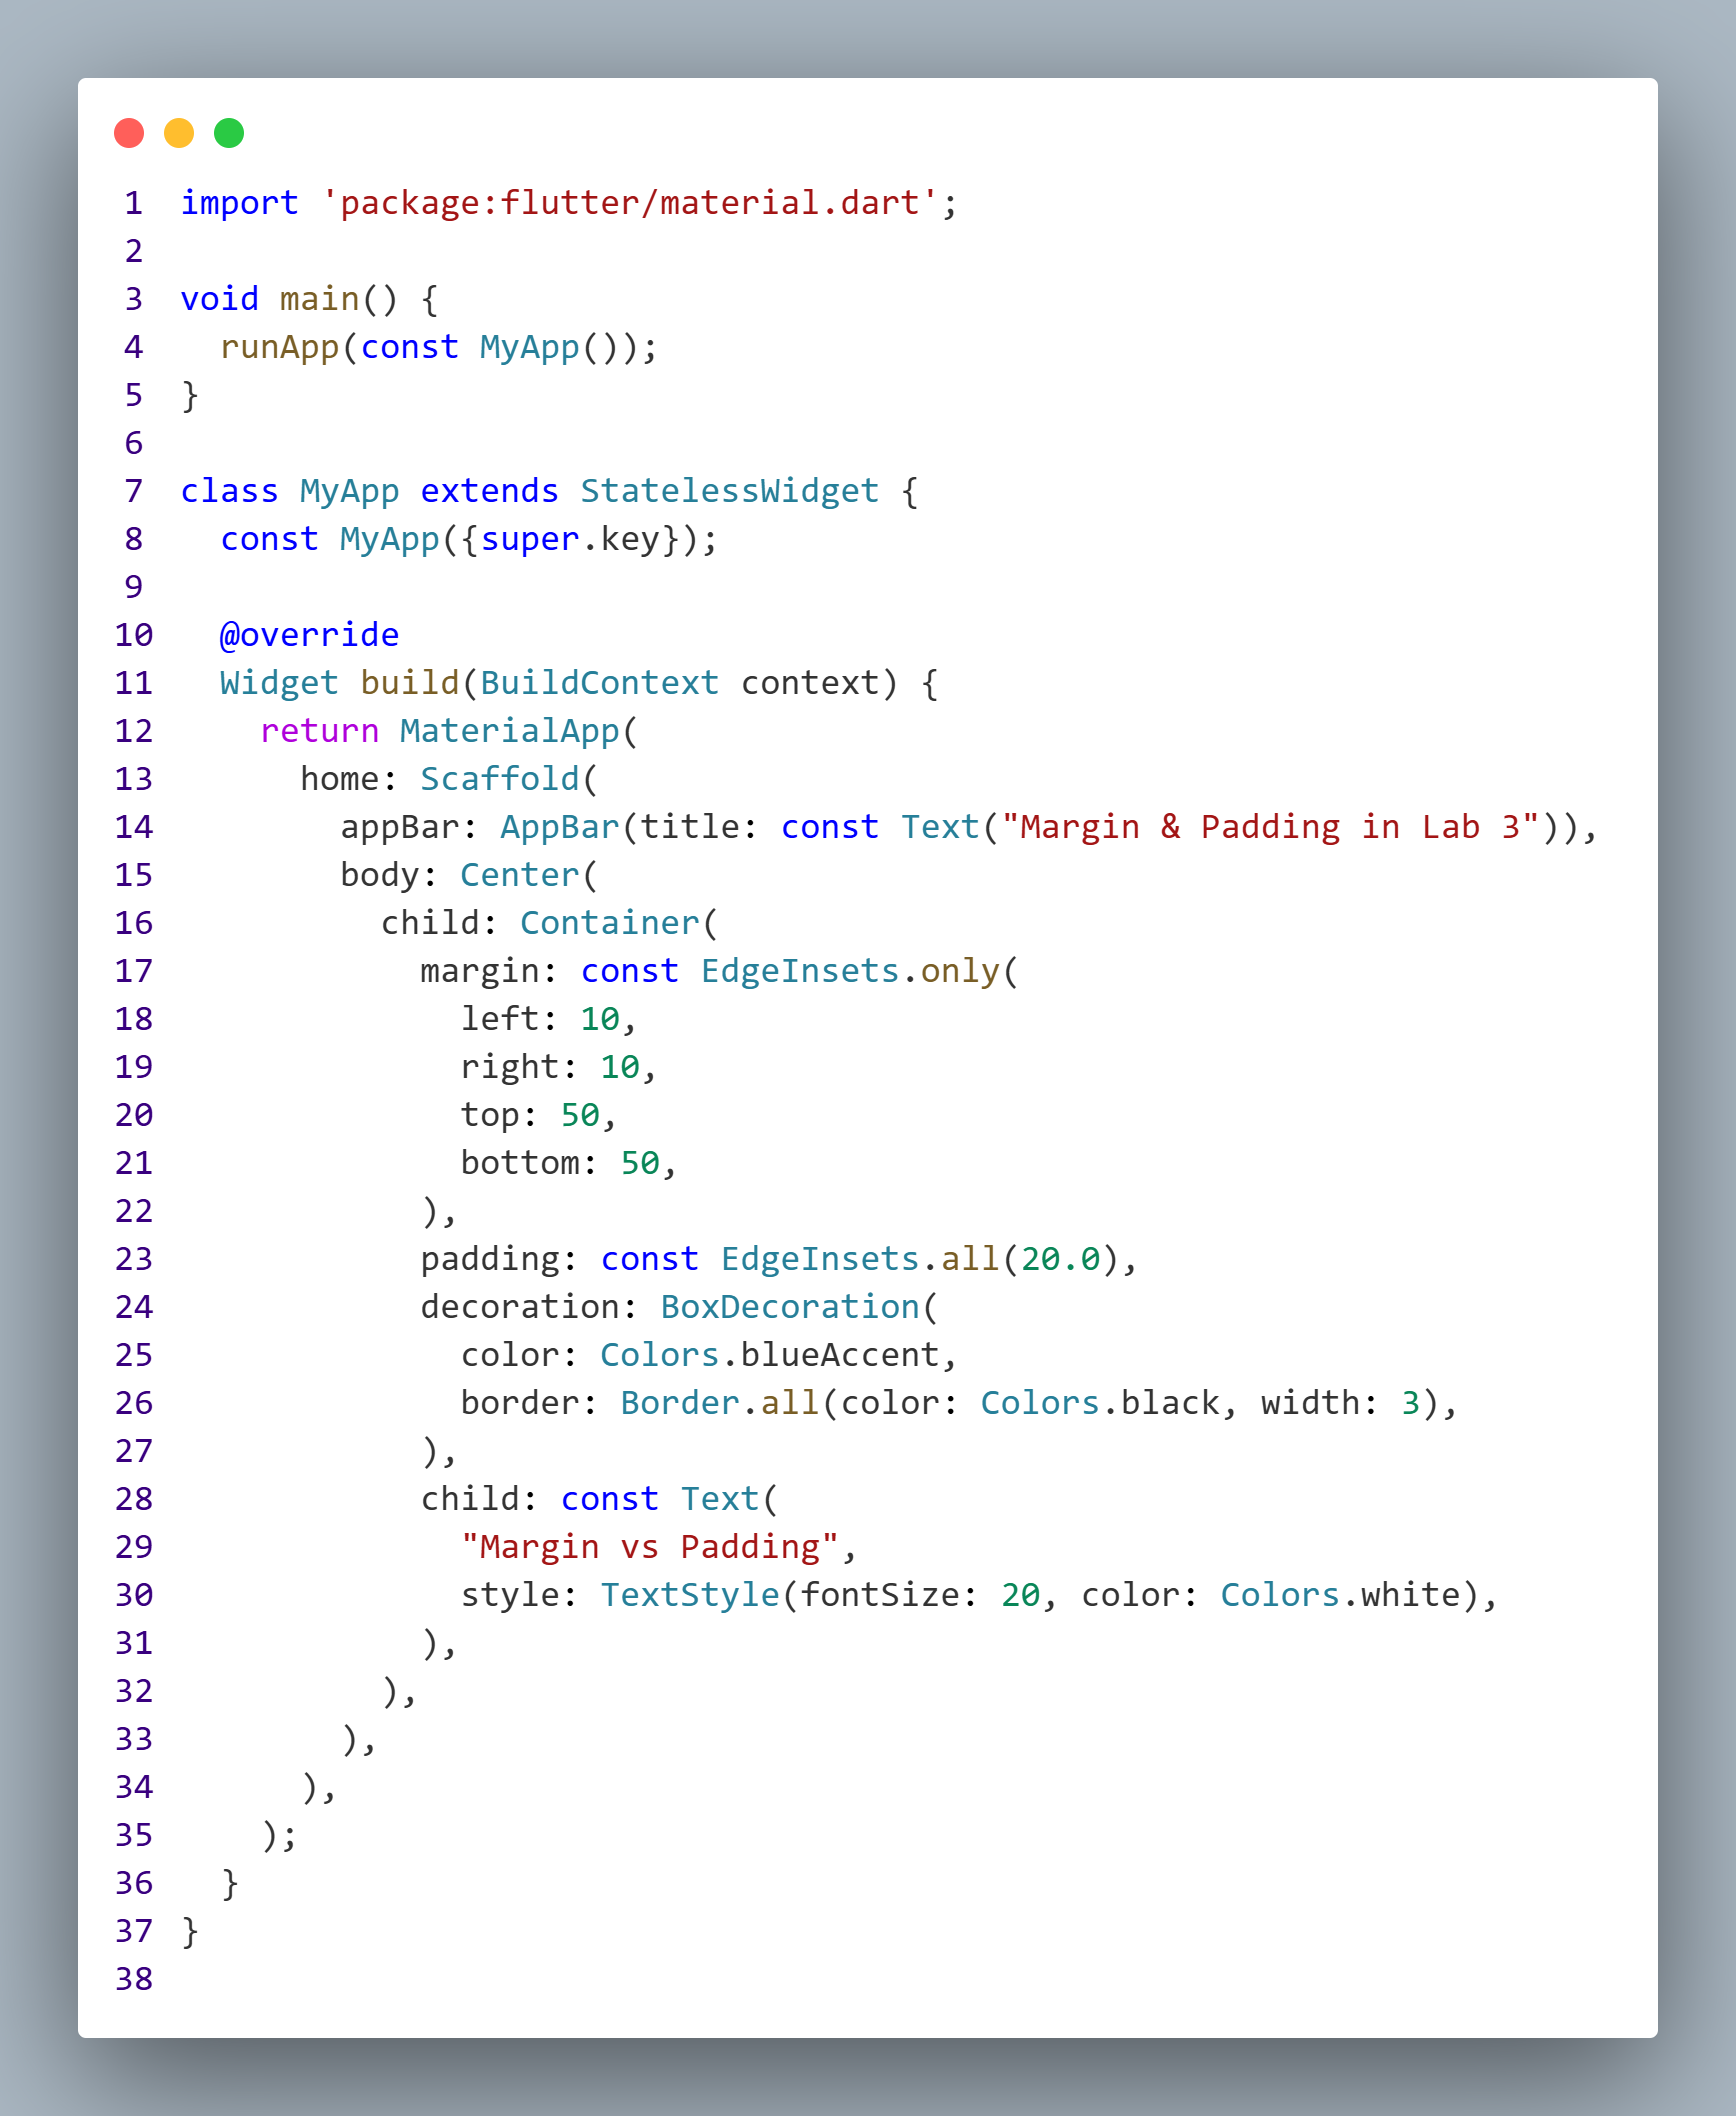 1 import 'package:flutter/material.dart';
2
3 void main() {
4   runApp(const MyApp());
5 }
6
7 class MyApp extends StatelessWidget {
8   const MyApp({super.key});
9
10   @override
11   Widget build(BuildContext context) {
12     return MaterialApp(
13       home: Scaffold(
14         appBar: AppBar(title: const Text("Margin & Padding in Lab 3")),
15         body: Center(
16           child: Container(
17             margin: const EdgeInsets.only(
18               left: 10,
19               right: 10,
20               top: 50,
21               bottom: 50,
22             ),
23             padding: const EdgeInsets.all(20.0),
24             decoration: BoxDecoration(
25               color: Colors.blueAccent,
26               border: Border.all(color: Colors.black, width: 3),
27             ),
28             child: const Text(
29               "Margin vs Padding",
30               style: TextStyle(fontSize: 20, color: Colors.white),
31             ),
32           ),
33         ),
34       ),
35     );
36   }
37 }
38